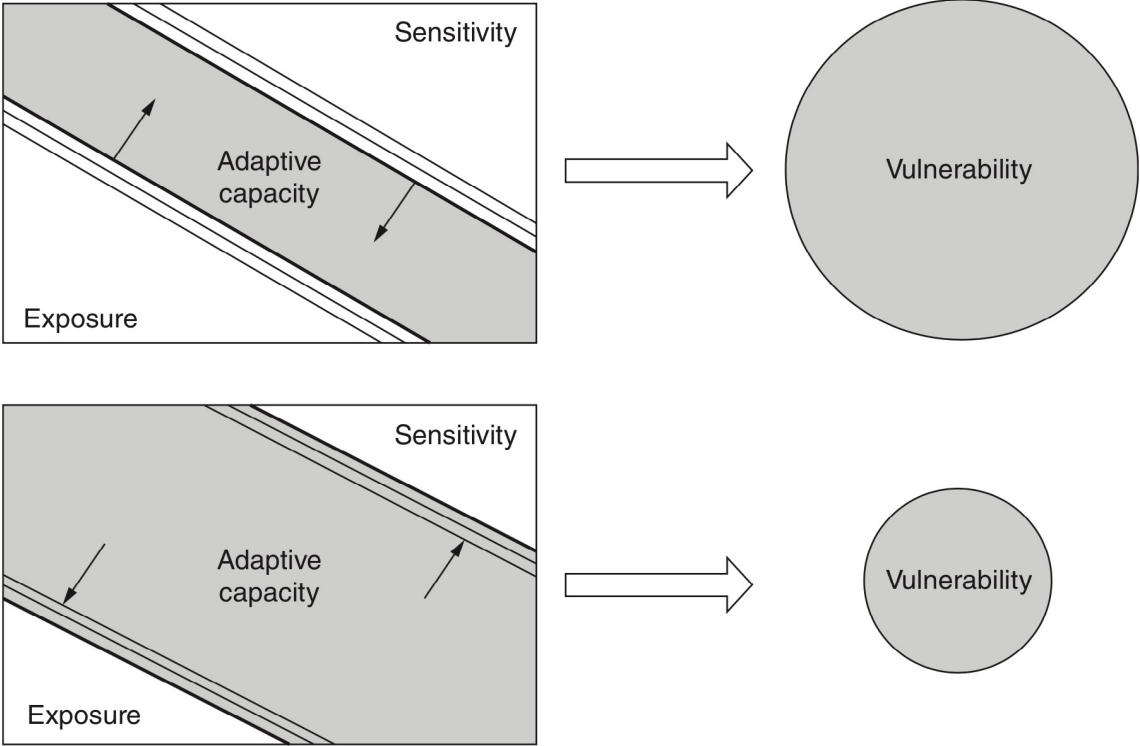 Sensitivity
Adaptive
capacity
Vulnerability
Exposure
Sensitivity
Adaptive
capacity
Vulnerability
Exposure